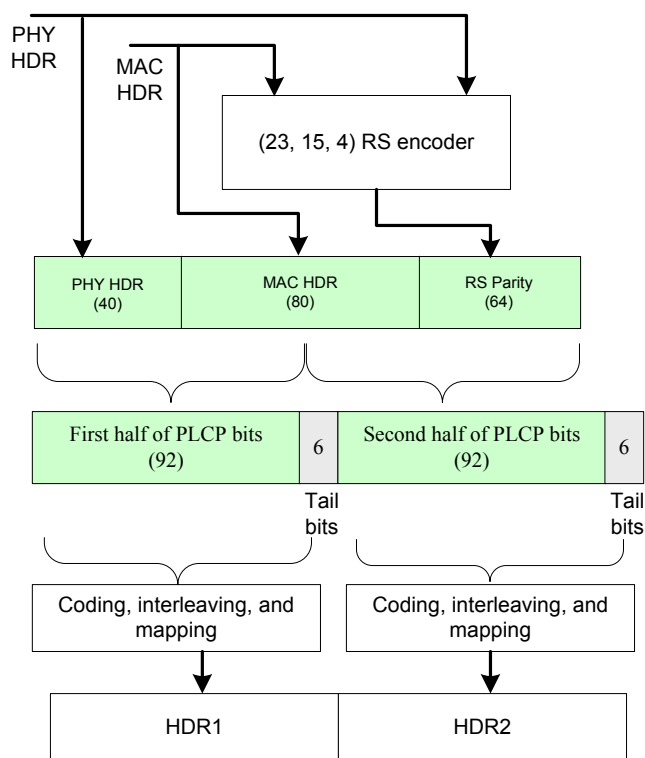 PHY
HDR
MAC
HDR
(23, 15, 4) RS encoder
PHY HDR
(40)
MAC HDR
(80)
RS Parity
(64)
First half of PLCP bits
(92)
6
Second half of PLCP bits
(92)
6
Tail
bits
Tail
bits
Coding, interleaving, and
mapping
Coding, interleaving, and
mapping
HDR1
HDR2